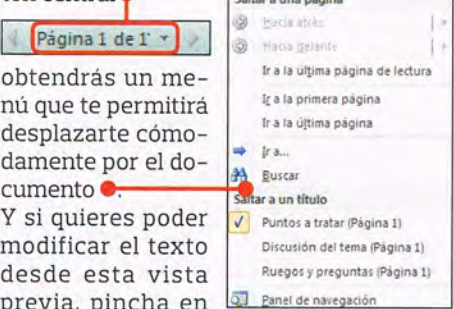 Página 1 de 1
obtendrás un me-
nú que te permitirá
desplazarte cómo-
damente por el do-
cumento
Y si quieres poder
modificar el texto
desde esta vista
previa, pincha en
Saltar a una página
Hacia atrás
Hacia delante
Ir a la última página de lectura
Ir a la primera página
Ir a la última página
Ir a...
Buscar
Saltar a un título
Puntos a tratar (Página 1)
Discusión del tema (Página 1)
Ruegos y preguntas (Página 1)
Panel de navegación